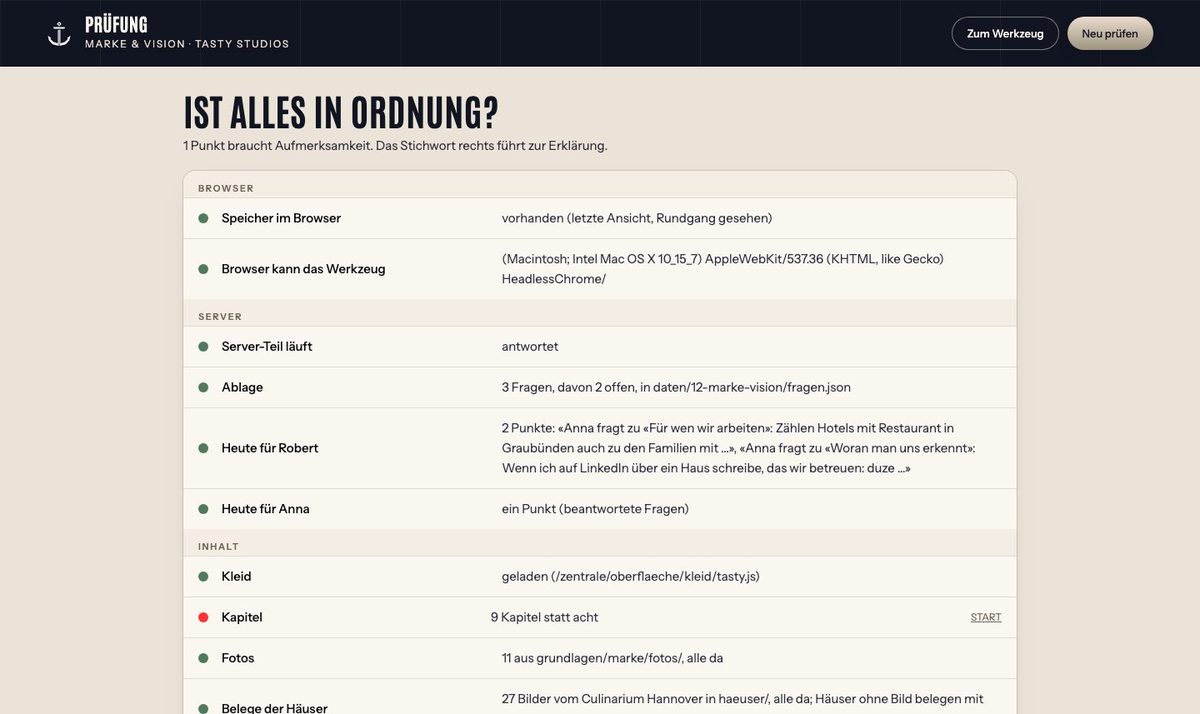 PRÜFUNG
MARKE & VISION · TASTY STUDIOS
Zum Werkzeug
Neu prüfen
IST ALLES IN ORDNUNG?
1 Punkt braucht Aufmerksamkeit. Das Stichwort rechts führt zur Erklärung.
BROWSER
Speicher im Browser
vorhanden (letzte Ansicht, Rundgang gesehen)
Browser kann das Werkzeug
(Macintosh; Intel Mac OS X 10_15_7) AppleWebKit/537.36 (KHTML, like Gecko)
HeadlessChrome/
SERVER
Server-Teil läuft
antwortet
Ablage
3 Fragen, davon 2 offen, in daten/12-marke-vision/fragen.json
Heute für Robert
2 Punkte: «Anna fragt zu «Für wen wir arbeiten»: Zählen Hotels mit Restaurant in
Graubünden auch zu den Familien mit …», «Anna fragt zu «Woran man uns erkennt»:
Wenn ich auf LinkedIn über ein Haus schreibe, das wir betreuen: duze …»
Heute für Anna
ein Punkt (beantwortete Fragen)
INHALT
Kleid
geladen (/zentrale/oberflaeche/kleid/tasty.js)
Kapitel
9 Kapitel statt acht
START
Fotos
11 aus grundlagen/marke/fotos/, alle da
Belege der Häuser
27 Bilder vom Culinarium Hannover in haeuser/, alle da; Häuser ohne Bild belegen mit